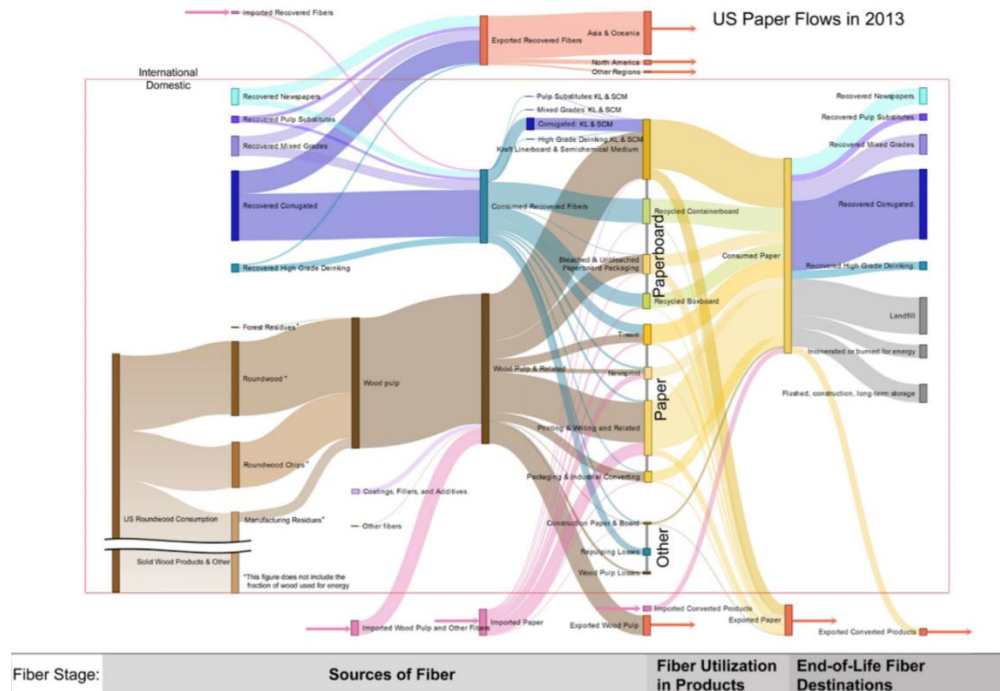 US Paper Flows in 2013
Imported Recovered Fibers
Exported Recovered Fibers
Asia & Oceania
North America
Other Regions
International
Domestic
Recovered Newspapers
Recovered Pulp Substitutes
Recovered Mixed Grades
Recovered Corrugated
Recovered High Grade Deinking
Pulp Substitutes: KL & SCM
Mixed Grades: KL & SCM
Corrugated: KL & SCM
High Grade Deinking KL & SCM
Kraft Linerboard & Semichemical Medium
Consumed Recovered Fibers
Recycled Containerboard
Bleached & Unbleached
Paperboard Packaging
Recycled Boxboard
Paperboard
Consumed Paper
Recovered Newspapers.
Recovered Pulp Substitutes.
Recovered Mixed Grades
Recovered Corrugated.
Recovered High Grade Deinking.
Landfill
Incinerated or burned for energy
Flushed, construction, long-term storage
Forest Residues*
Roundwood*
Roundwood Chips*
Manufacturing Residues*
US Roundwood Consumption
Solid Wood Products & Other
*This figure does not include the
fraction of wood used for energy
Wood pulp
Wood Pulp & Related
Coatings, Fillers, and Additives
Other fibers
Tissue
Newsprint
Printing & Writing and Related
Packaging & Industrial Converting
Paper
Construction Paper & Board
Repulping Losses
Wood Pulp Losses
Other
Imported Wood Pulp and Other Fibers
Imported Paper
Imported Converted Products
Exported Wood Pulp
Exported Paper
Exported Converted Products
Fiber Stage:
Sources of Fiber
Fiber Utilization
in Products
End-of-Life Fiber
Destinations